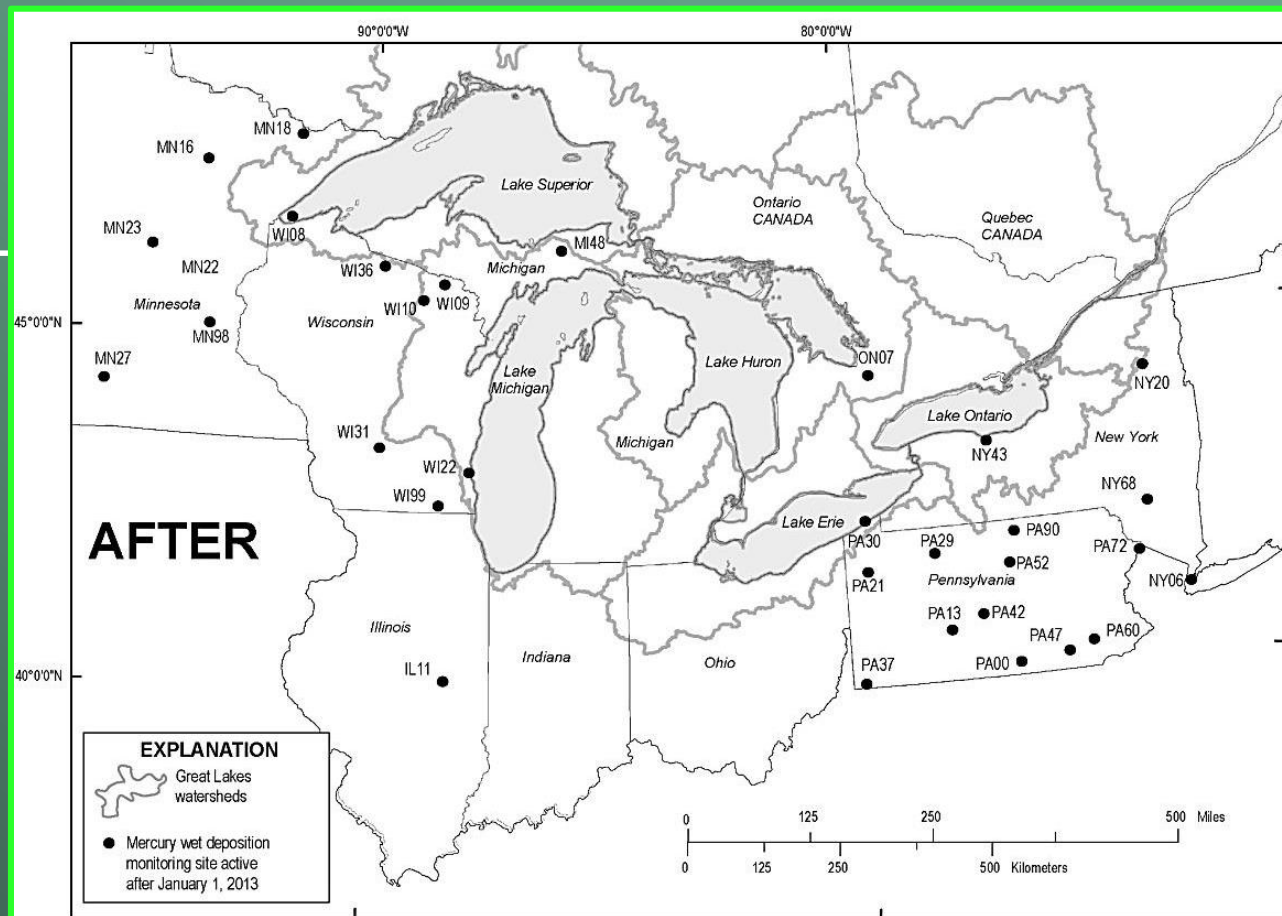 90°0'0"W
80°0'0"W
MN18
MN16
Lake Superior
Ontario
CANADA
Quebec
CANADA
MN23
WI08
MI48
MN22
WI36
Michigan
Minnesota
WI10
WI09
45°0'0"N
Wisconsin
MN98
MN27
Lake
Michigan
Lake Huron
ON07
NY20
Lake Ontario
WI31
Michigan
New York
NY43
WI22
WI99
NY68
AFTER
Lake Erie
PA30
PA29
PA90
PA72
PA21
PA52
Pennsylvania
NY06
PA13
PA42
Illinois
PA47
PA60
Indiana
Ohio
PA00
PA37
40°0'0"N
IL11
EXPLANATION
Great Lakes
watersheds
Mercury wet deposition
monitoring site active
after January 1, 2013
0 125 250 500 Miles
0 125 250 500 Kilometers